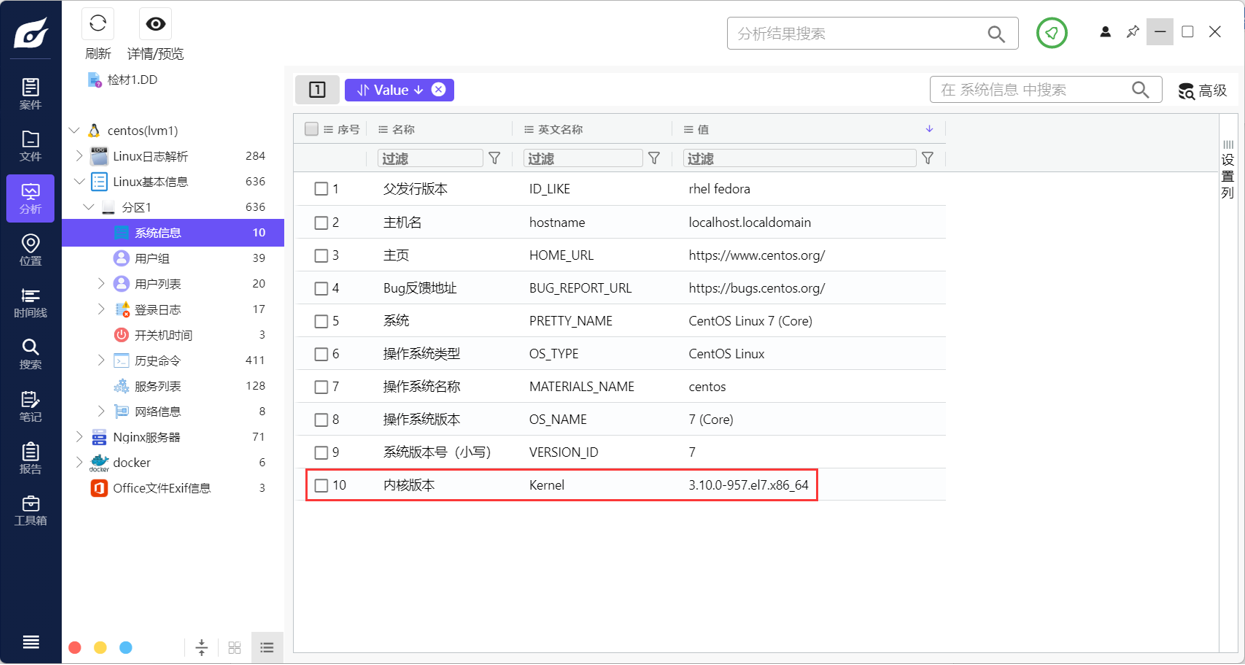 刷新 详情/预览
分析结果搜索
案件
文件
分析
位置
时间线
搜索
笔记
报告
工具箱
检材1.DD
centos(lvm1)
Linux日志解析 284
Linux基本信息 636
分区1 636
系统信息 10
用户组 39
用户列表 20
登录日志 17
开关机时间 3
历史命令 411
服务列表 128
网络信息 8
Nginx服务器 71
docker 6
Office文件Exif信息 3
1 Value
在 系统信息 中搜索 高级
序号 名称 英文名称 值
过滤 过滤 过滤
1 父发行版本 ID_LIKE rhel fedora
2 主机名 hostname localhost.localdomain
3 主页 HOME_URL https://www.centos.org/
4 Bug反馈地址 BUG_REPORT_URL https://bugs.centos.org/
5 系统 PRETTY_NAME CentOS Linux 7 (Core)
6 操作系统类型 OS_TYPE CentOS Linux
7 操作系统名称 MATERIALS_NAME centos
8 操作系统版本 OS_NAME 7 (Core)
9 系统版本号（小写） VERSION_ID 7
10 内核版本 Kernel 3.10.0-957.el7.x86_64
设置列